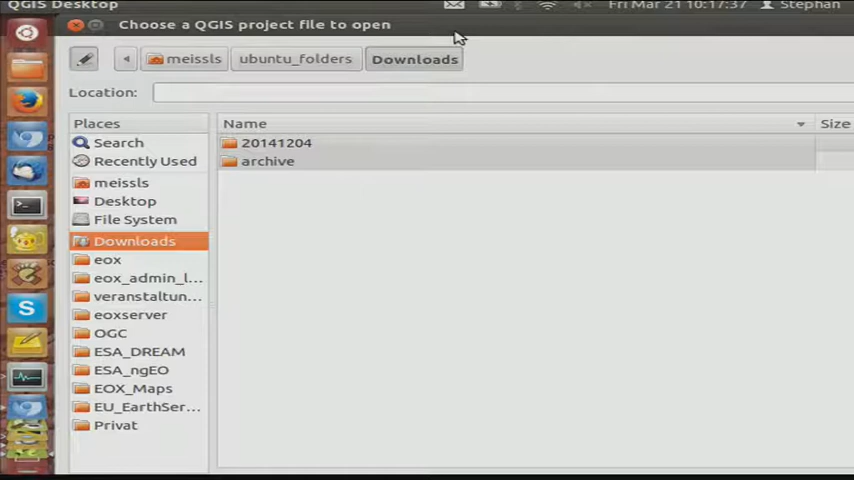 QGIS Desktop Fri Mar 21 10:17:37 Stephan
Choose a QGIS project file to open
meissls ubuntu_folders Downloads
Location:
Places Name Size
Search 20141204
Recently Used archive
meissls
Desktop
File System
Downloads
eox
eox_admin_l...
veranstaltun...
eoxserver
OGC
ESA_DREAM
ESA_ngEO
EOX_Maps
EU_EarthSer...
Privat